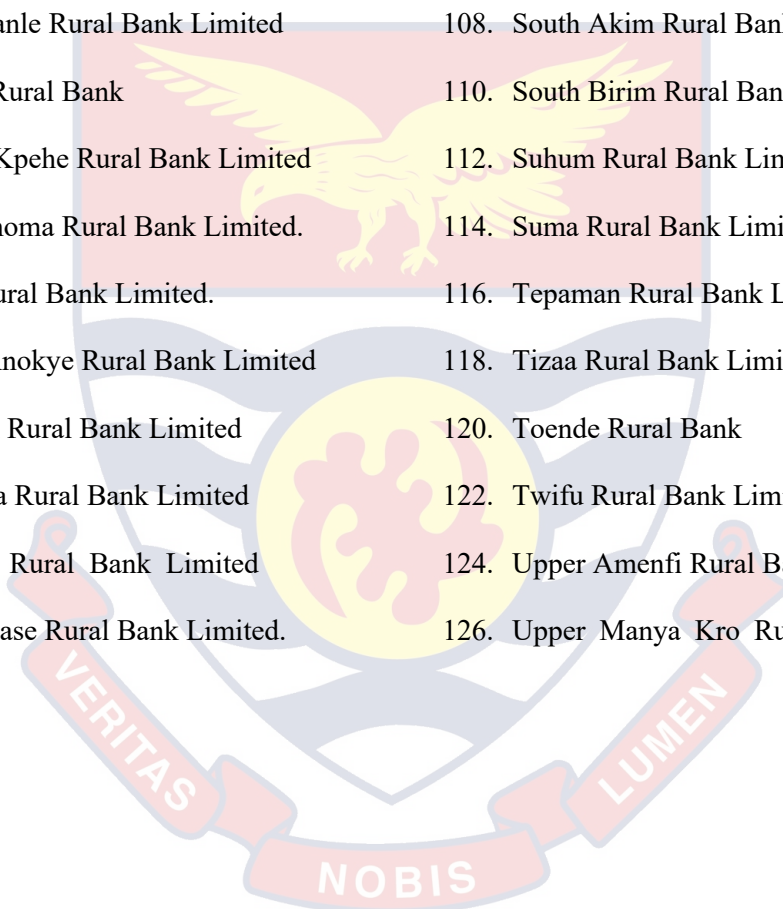 Rural Bank Limited 108. South Akim Rural
Rural Bank 110. South Birim Rural
Kpehe Rural Bank Limited 112. Suhum Rural Bank
Rural Bank Limited. 114. Suma Rural Bank
Bank Limited. 116. Tepaman Rural Bank
Rural Bank Limited 118. Tizaa Rural Bank
Rural Bank Limited 120. Toende Rural Bank
Rural Bank Limited 122. Twifu Rural Bank
Rural Bank Limited 124. Upper Amenfi Rural
Rural Bank Limited. 126. Upper Manya Kro
VERITAS
NOBIS
LUMEN